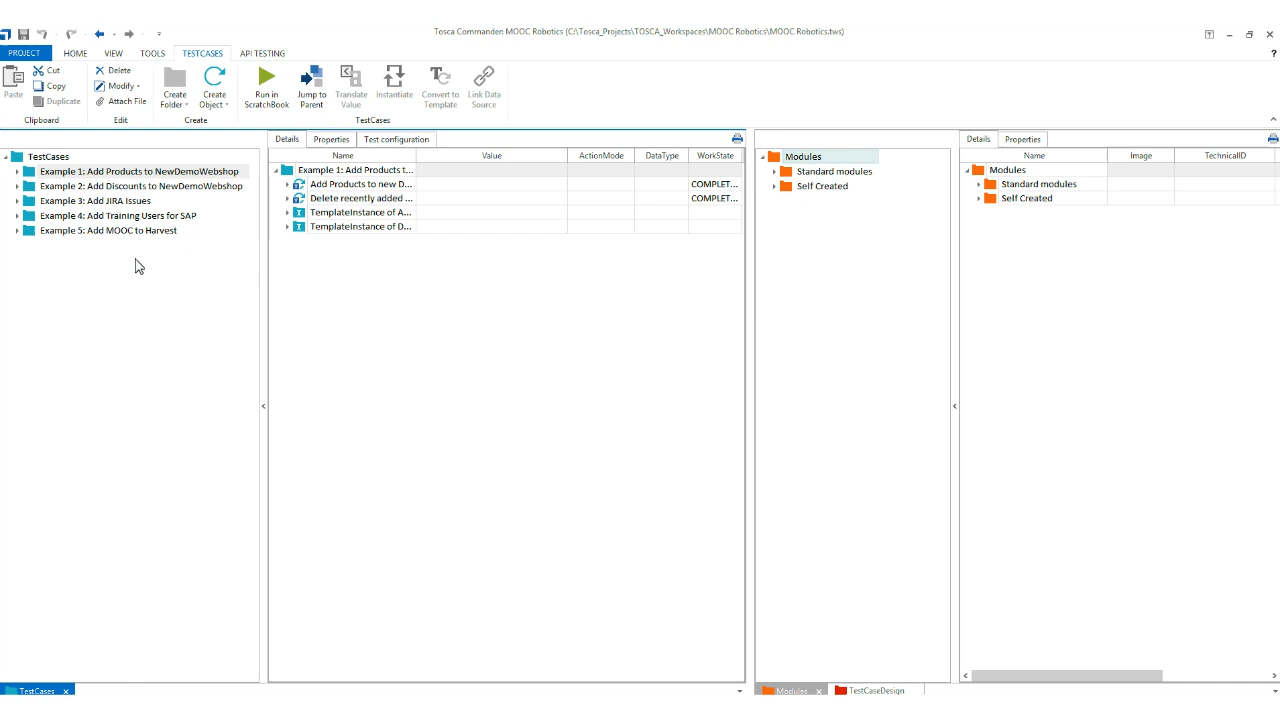 Tosca Commander: MOOC Robotics (C:\Tosca_Projects\TOSCA_Workspaces\MOOC Robotics\MOOC Robotics.tws)
PROJECT HOME VIEW TOOLS TESTCASES API TESTING ?
Paste
Cut
Copy
Duplicate
Clipboard
Delete
Modify
Attach File
Edit
Create Folder
Create Object
Create
Run in ScratchBook
Jump to Parent
Translate Value
Instantiate
Convert to Template
Link Data Source
TestCases
TestCases
Example 1: Add Products to NewDemoWebshop
Example 2: Add Discounts to NewDemoWebshop
Example 3: Add JIRA Issues
Example 4: Add Training Users for SAP
Example 5: Add MOOC to Harvest
Details Properties Test configuration
Name Value ActionMode DataType WorkState
Example 1: Add Products t...
Add Products to new D... COMPLET...
Delete recently added ... COMPLET...
TemplateInstance of A...
TemplateInstance of D...
Modules
Standard modules
Self Created
Details Properties
Name Image TechnicalID
Modules
Standard modules
Self Created
TestCases x
Modules x TestCaseDesign